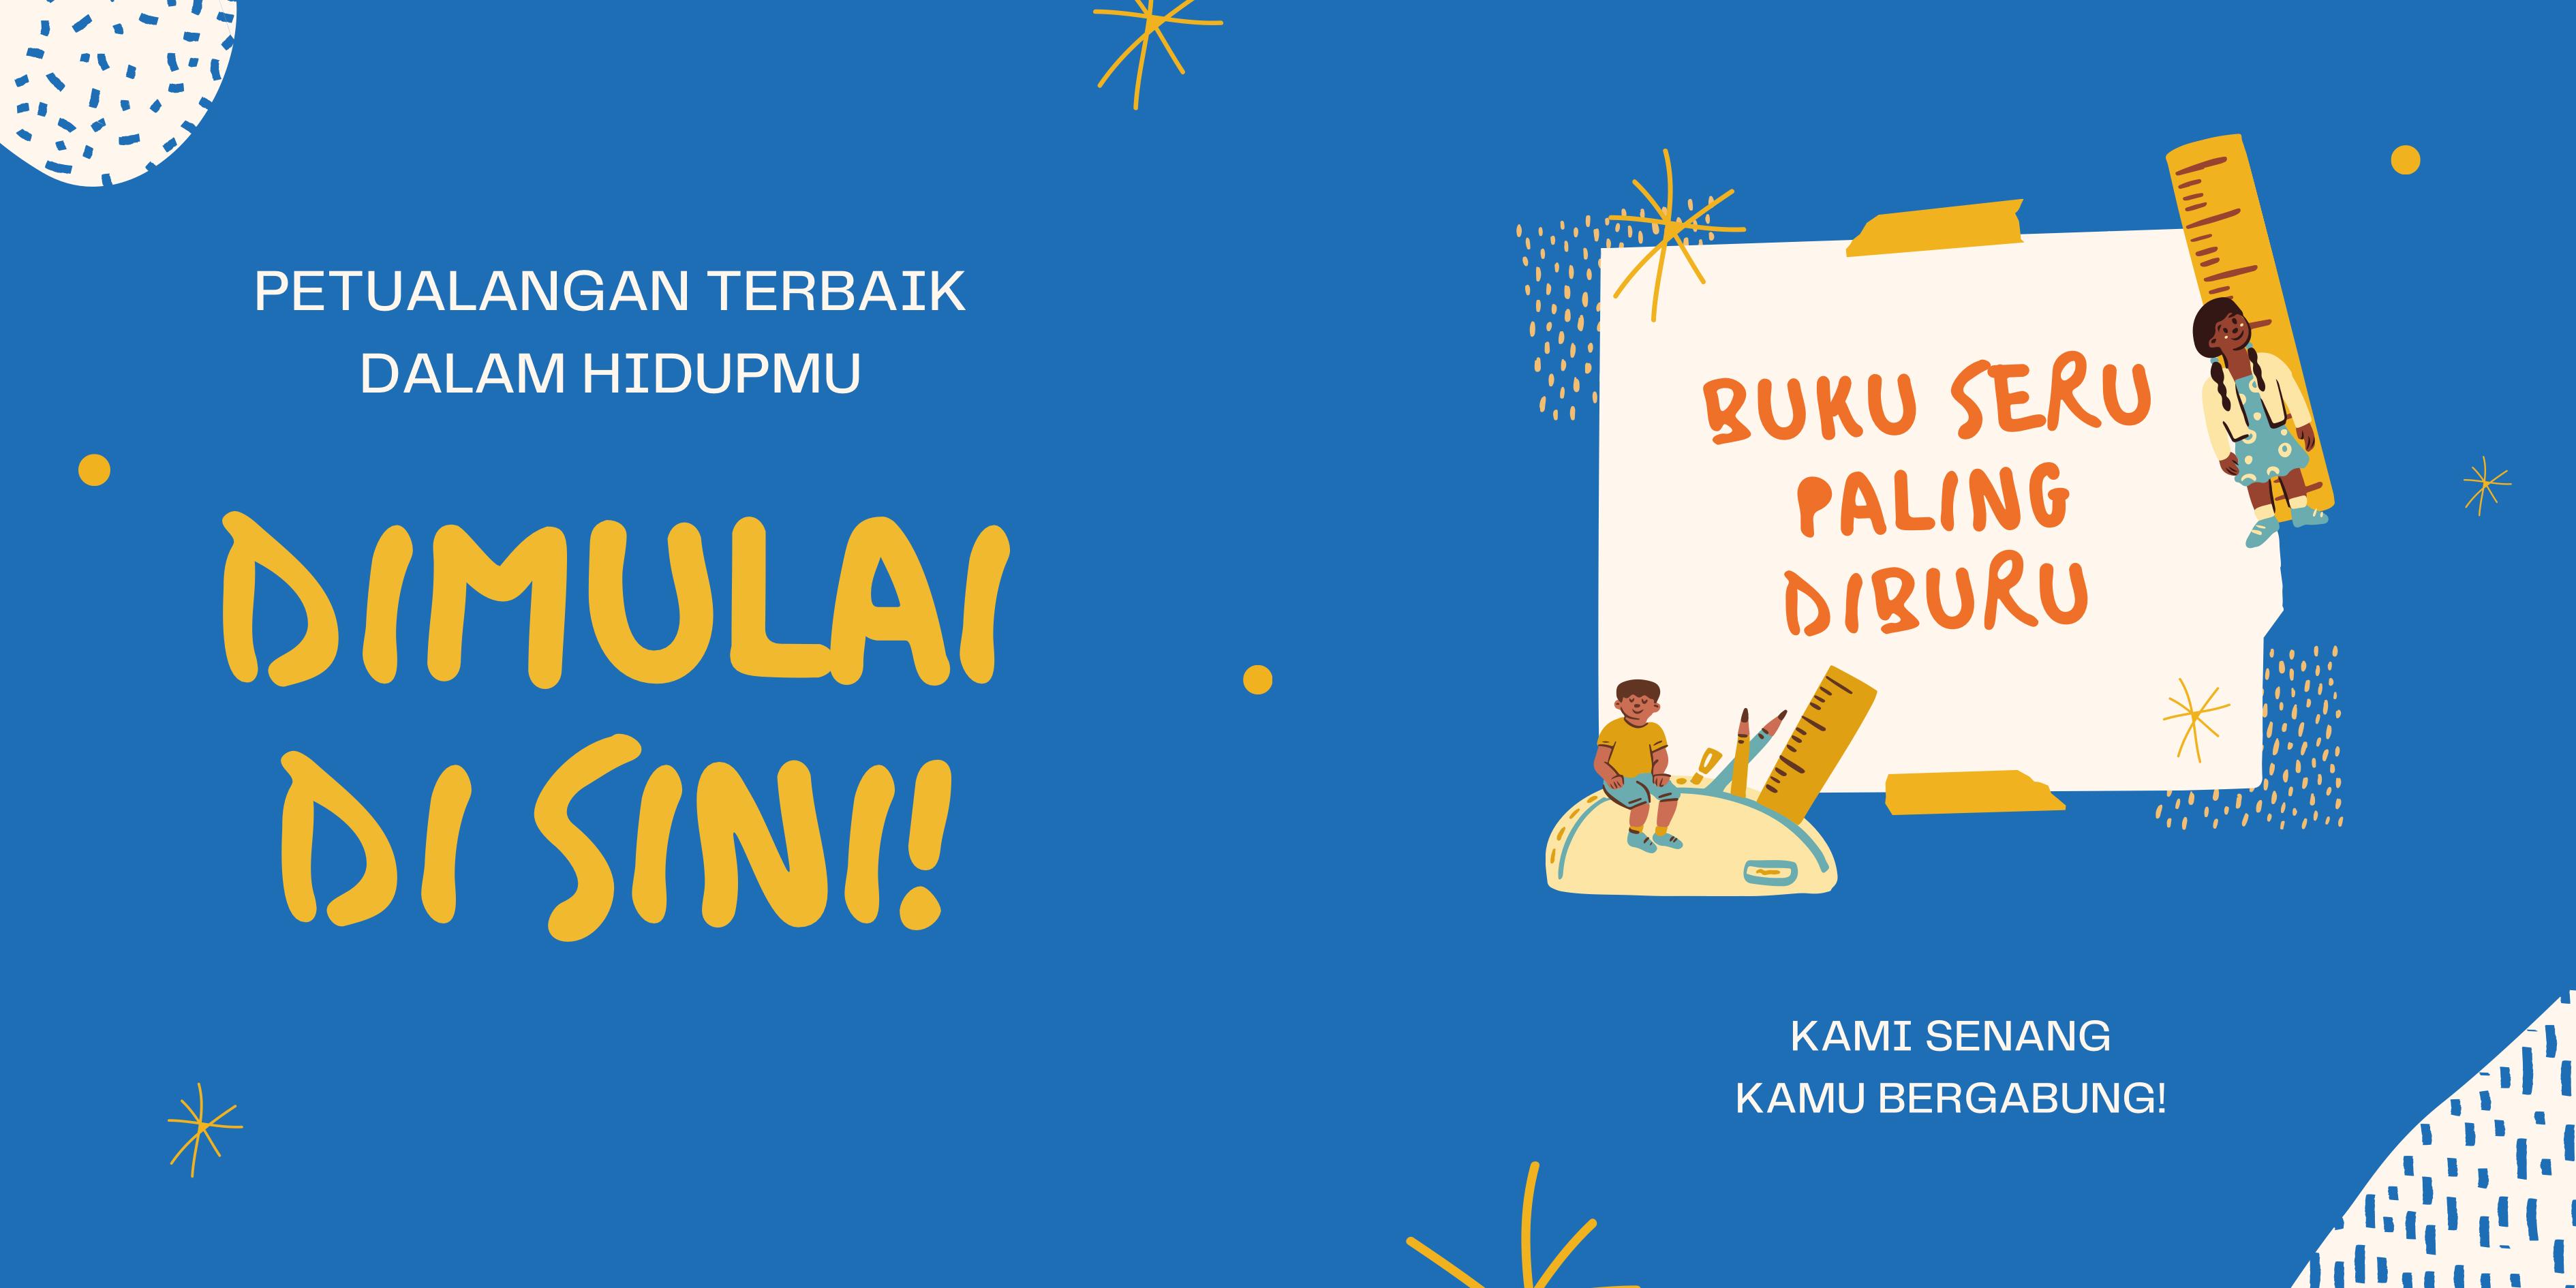 PETUALANGAN TERBAIK
DALAM HIDUPMU
DIMULAI
DI SINI!
BUKU SERU
PALING
DIBURU
KAMI SENANG
KAMU BERGABUNG!